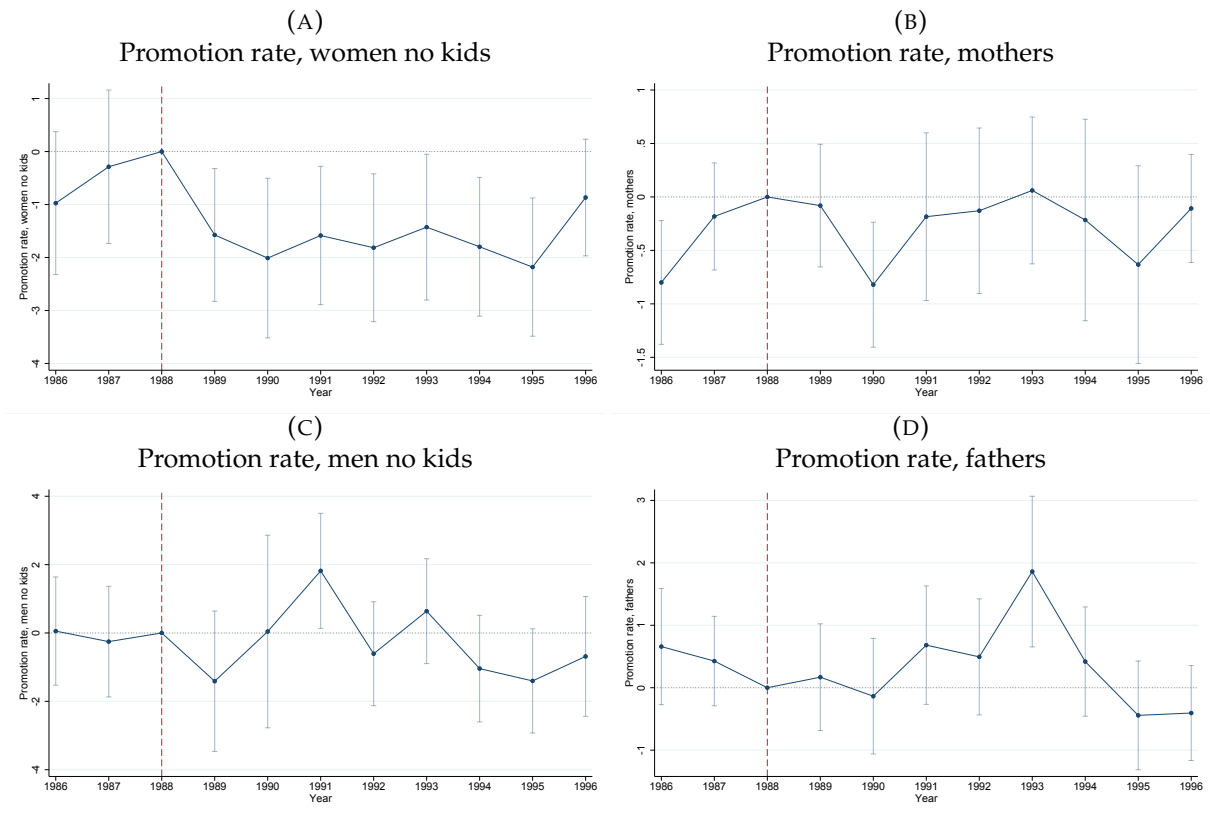 (A)
Promotion rate, women no kids
Promotion rate, women no kids
1
0
-1
-2
-3
-4
1986 1987 1988 1989 1990 1991 1992 1993 1994 1995 1996
Year
(B)
Promotion rate, mothers
Promotion rate, mothers
1
.5
0
-.5
-1
-1.5
1986 1987 1988 1989 1990 1991 1992 1993 1994 1995 1996
Year
(C)
Promotion rate, men no kids
Promotion rate, men no kids
4
2
0
-2
-4
1986 1987 1988 1989 1990 1991 1992 1993 1994 1995 1996
Year
(D)
Promotion rate, fathers
Promotion rate, fathers
3
2
1
0
-1
1986 1987 1988 1989 1990 1991 1992 1993 1994 1995 1996
Year